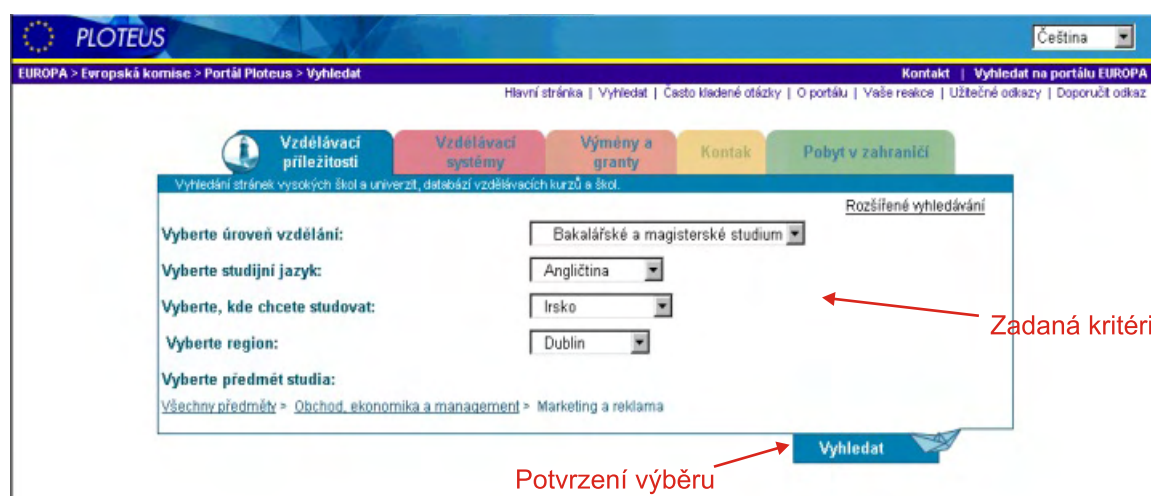 PLOTEUS
Čeština
EUROPA > Evropská komise > Portál Ploteus > Vyhledat
Kontakt | Vyhledat na portálu EUROPA
Hlavní stránka | Vyhledat | Často kladené otázky | O portálu | Vaše reakce | Užitečné odkazy | Doporučit odkaz
Vzdělávací příležitosti
Vzdělávací systémy
Výměny a granty
Kontak
Pobyt v zahraničí
Vyhledání stránek vysokých škol a univerzit, databází vzdělávacích kurzů a škol.
Rozšířené vyhledávání
Vyberte úroveň vzdělání: Bakalářské a magisterské studium
Vyberte studijní jazyk: Angličtina
Vyberte, kde chcete studovat: Irsko
Zadaná kritéri
Vyberte region: Dublin
Vyberte předmět studia:
Všechny předměty > Obchod, ekonomika a management > Marketing a reklama
Vyhledat
Potvrzení výběru